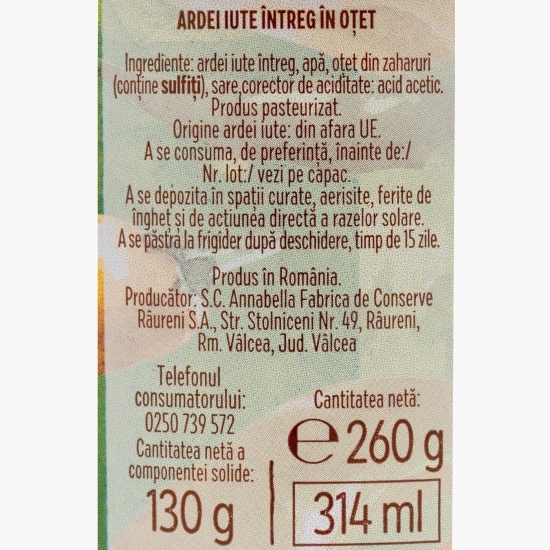 ARDEI IUTE ÎNTREG ÎN OȚET
Ingrediente: ardei iute întreg, apă, oțet din zaharuri
(conține sulfiți), sare,corector de aciditate: acid acetic.
Produs pasteurizat.
Origine ardei iute: din afara UE.
A se consuma, de preferință, înainte de:/
Nr. lot:/ vezi pe capac.
A se depozita în spații curate, aerisite, ferite de
îngheț și de acțiunea directă a razelor solare.
A se păstra la frigider după deschidere, timp de 15 zile.
Produs în România.
Producător: S.C. Annabella Fabrica de Conserve
Râureni S.A., Str. Stolniceni Nr. 49, Râureni,
Rm. Vâlcea, Jud. Vâlcea
Telefonul
consumatorului:
0250 739 572
Cantitatea netă a
componentei solide:
130 g
Cantitatea netă:
℮ 260 g
314 ml